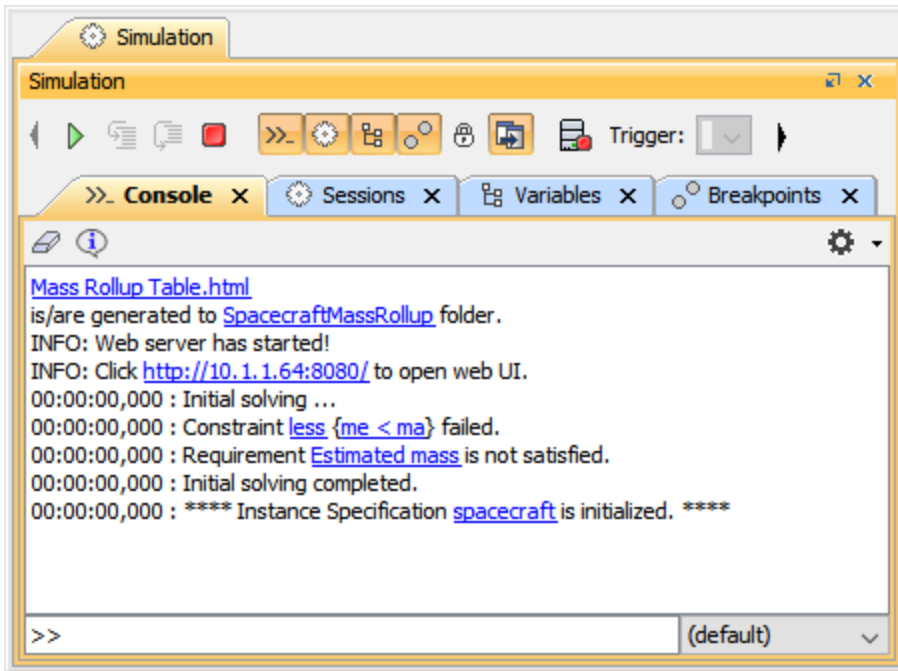 Simulation
Simulation
Trigger:
Console
Sessions
Variables
Breakpoints
Mass Rollup Table.html
is/are generated to SpacecraftMassRollup folder.
INFO: Web server has started!
INFO: Click http://10.1.1.64:8080/ to open web UI.
00:00:00,000 : Initial solving ...
00:00:00,000 : Constraint less {me < ma} failed.
00:00:00,000 : Requirement Estimated mass is not satisfied.
00:00:00,000 : Initial solving completed.
00:00:00,000 : **** Instance Specification spacecraft is initialized. ****
>> (default)